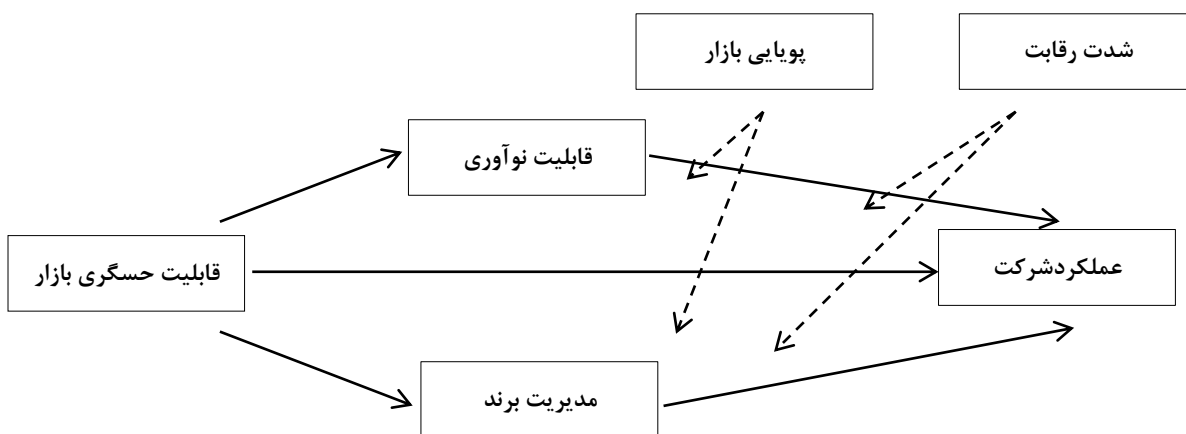 شدت رقابت
پویایی بازار
قابلیت نوآوری
قابلیت حسگری بازار
عملکردشرکت
مدیریت برند